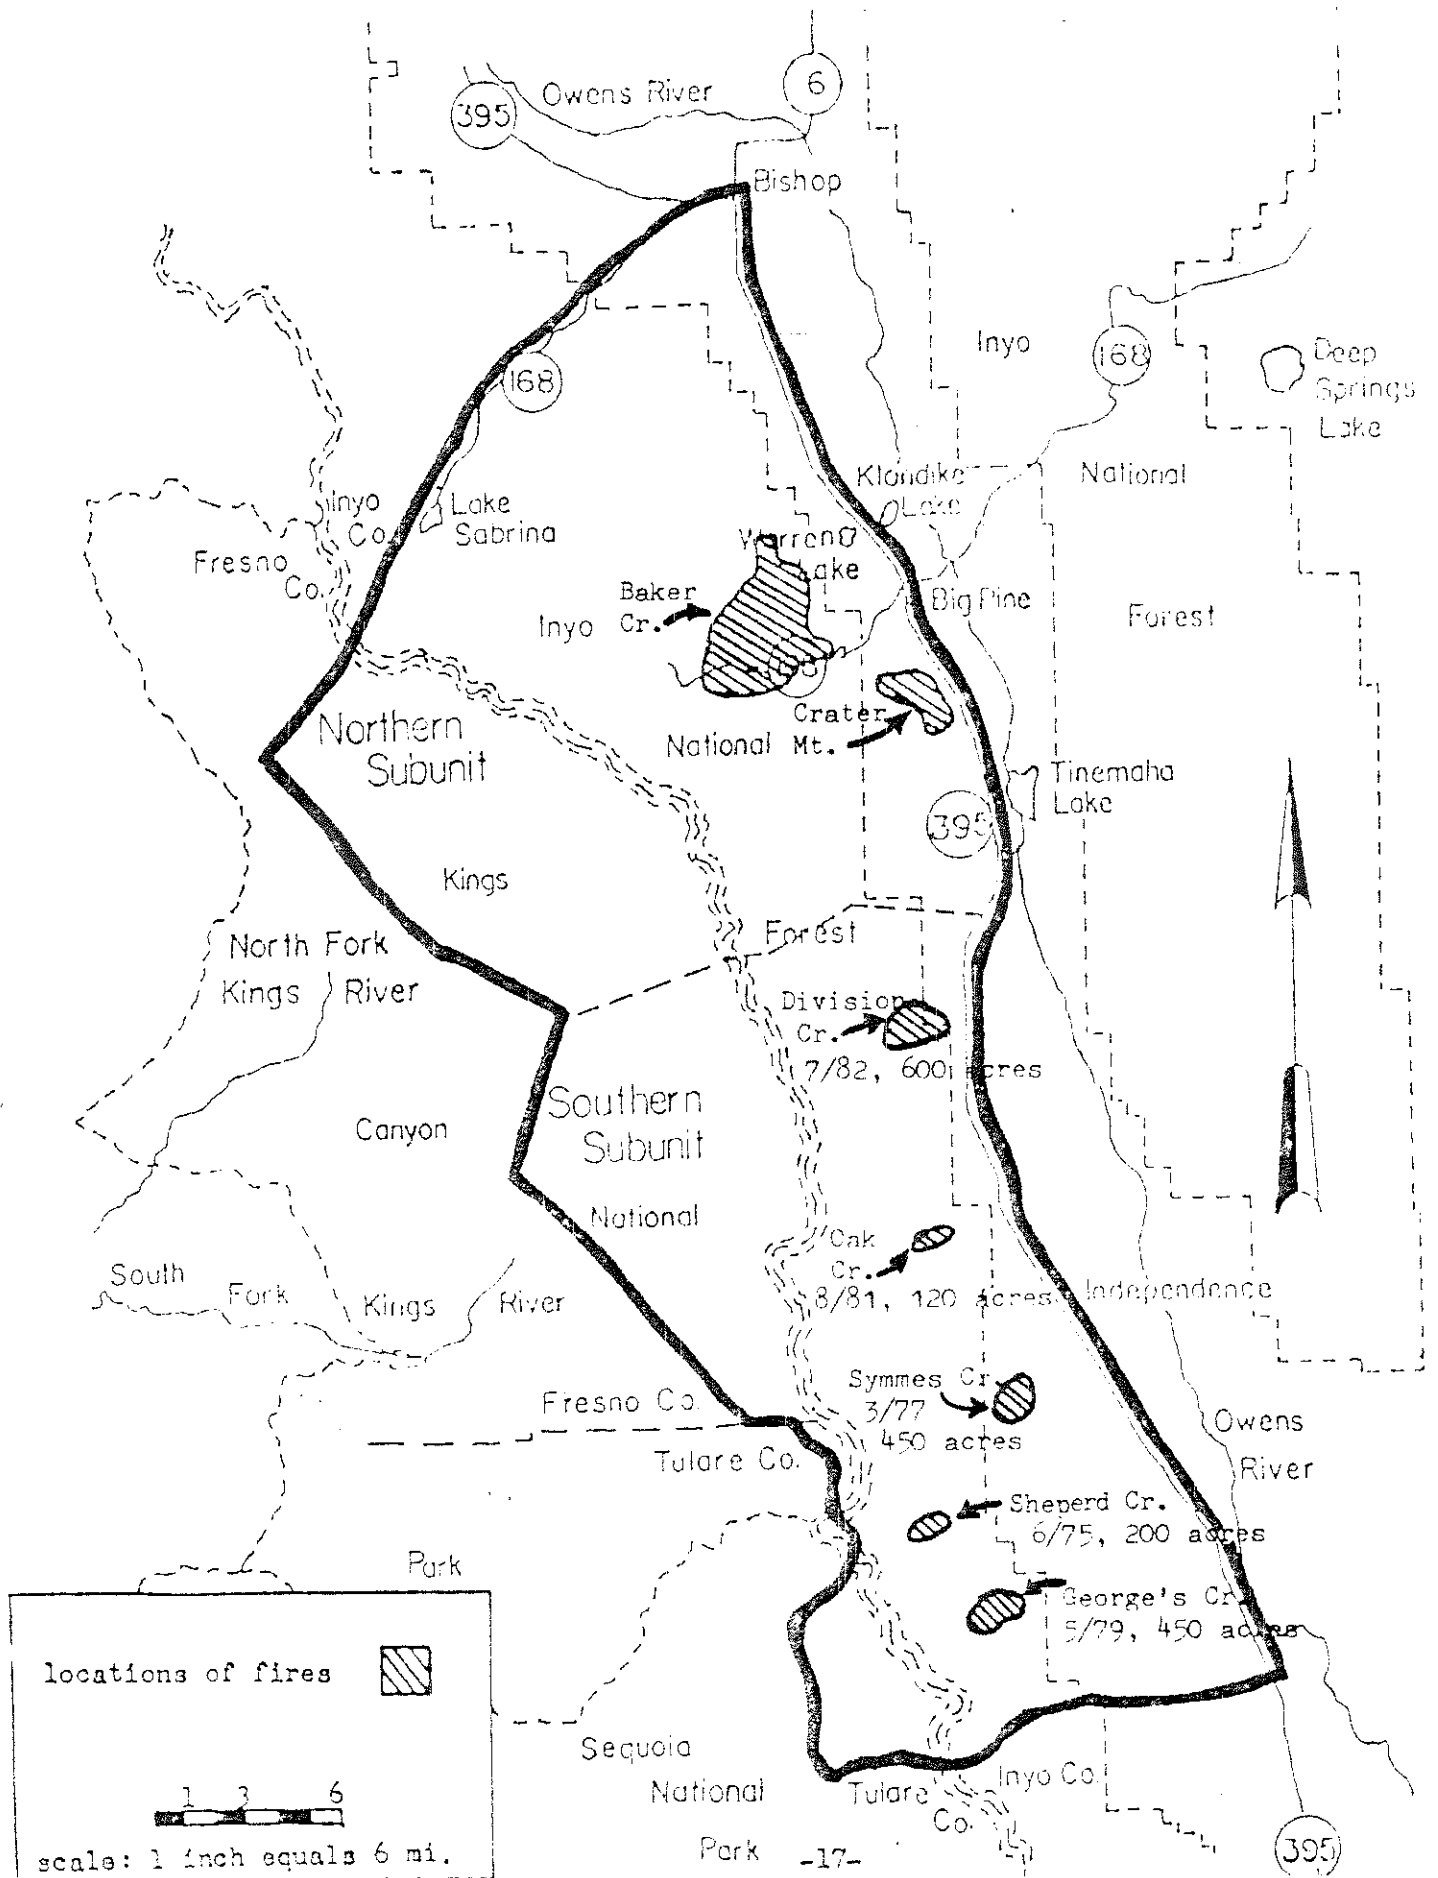 Owens River
6
395
Bishop
Inyo
168
Deep
Springs
Lake
168
Klondike
Lake
National
Inyo
Co.
Lake
Sabrina
Fresno
Co.
Warren
Lake
Baker
Cr.
Inyo
Big Pine
Forest
Crater
Mt.
National
Northern
Subunit
Tinemaha
Lake
395
Kings
Forest
North Fork
Kings River
Division
Cr.
7/82, 600 acres
Southern
Subunit
Canyon
National
Oak
Cr.
8/81, 120 acres
Independence
South
Fork
Kings
River
Symmes Cr.
3/77
450 acres
Fresno Co.
Tulare Co.
Owens
River
Sheperd Cr.
6/75, 200 acres
Park
George's Cr.
5/79, 450 acres
locations of fires
1 3 6
scale: 1 inch equals 6 mi.
Sequoia
National
Park
Tulare
Co.
Inyo Co.
395
-17-